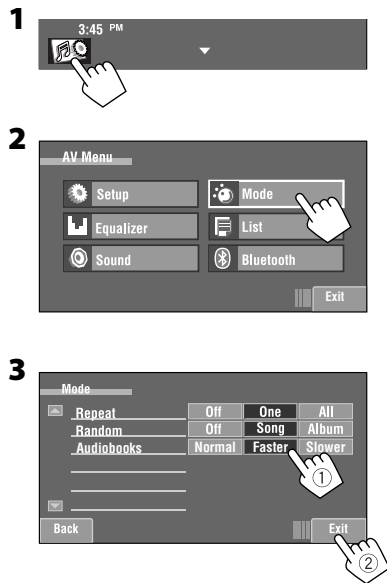 1
3:45 PM
2
AV Menu
Setup Mode
Equalizer List
Sound Bluetooth
Exit
3
Mode
Repeat Off One All
Random Off Song Album
Audiobooks Normal Faster Slower
①
Back Exit
②